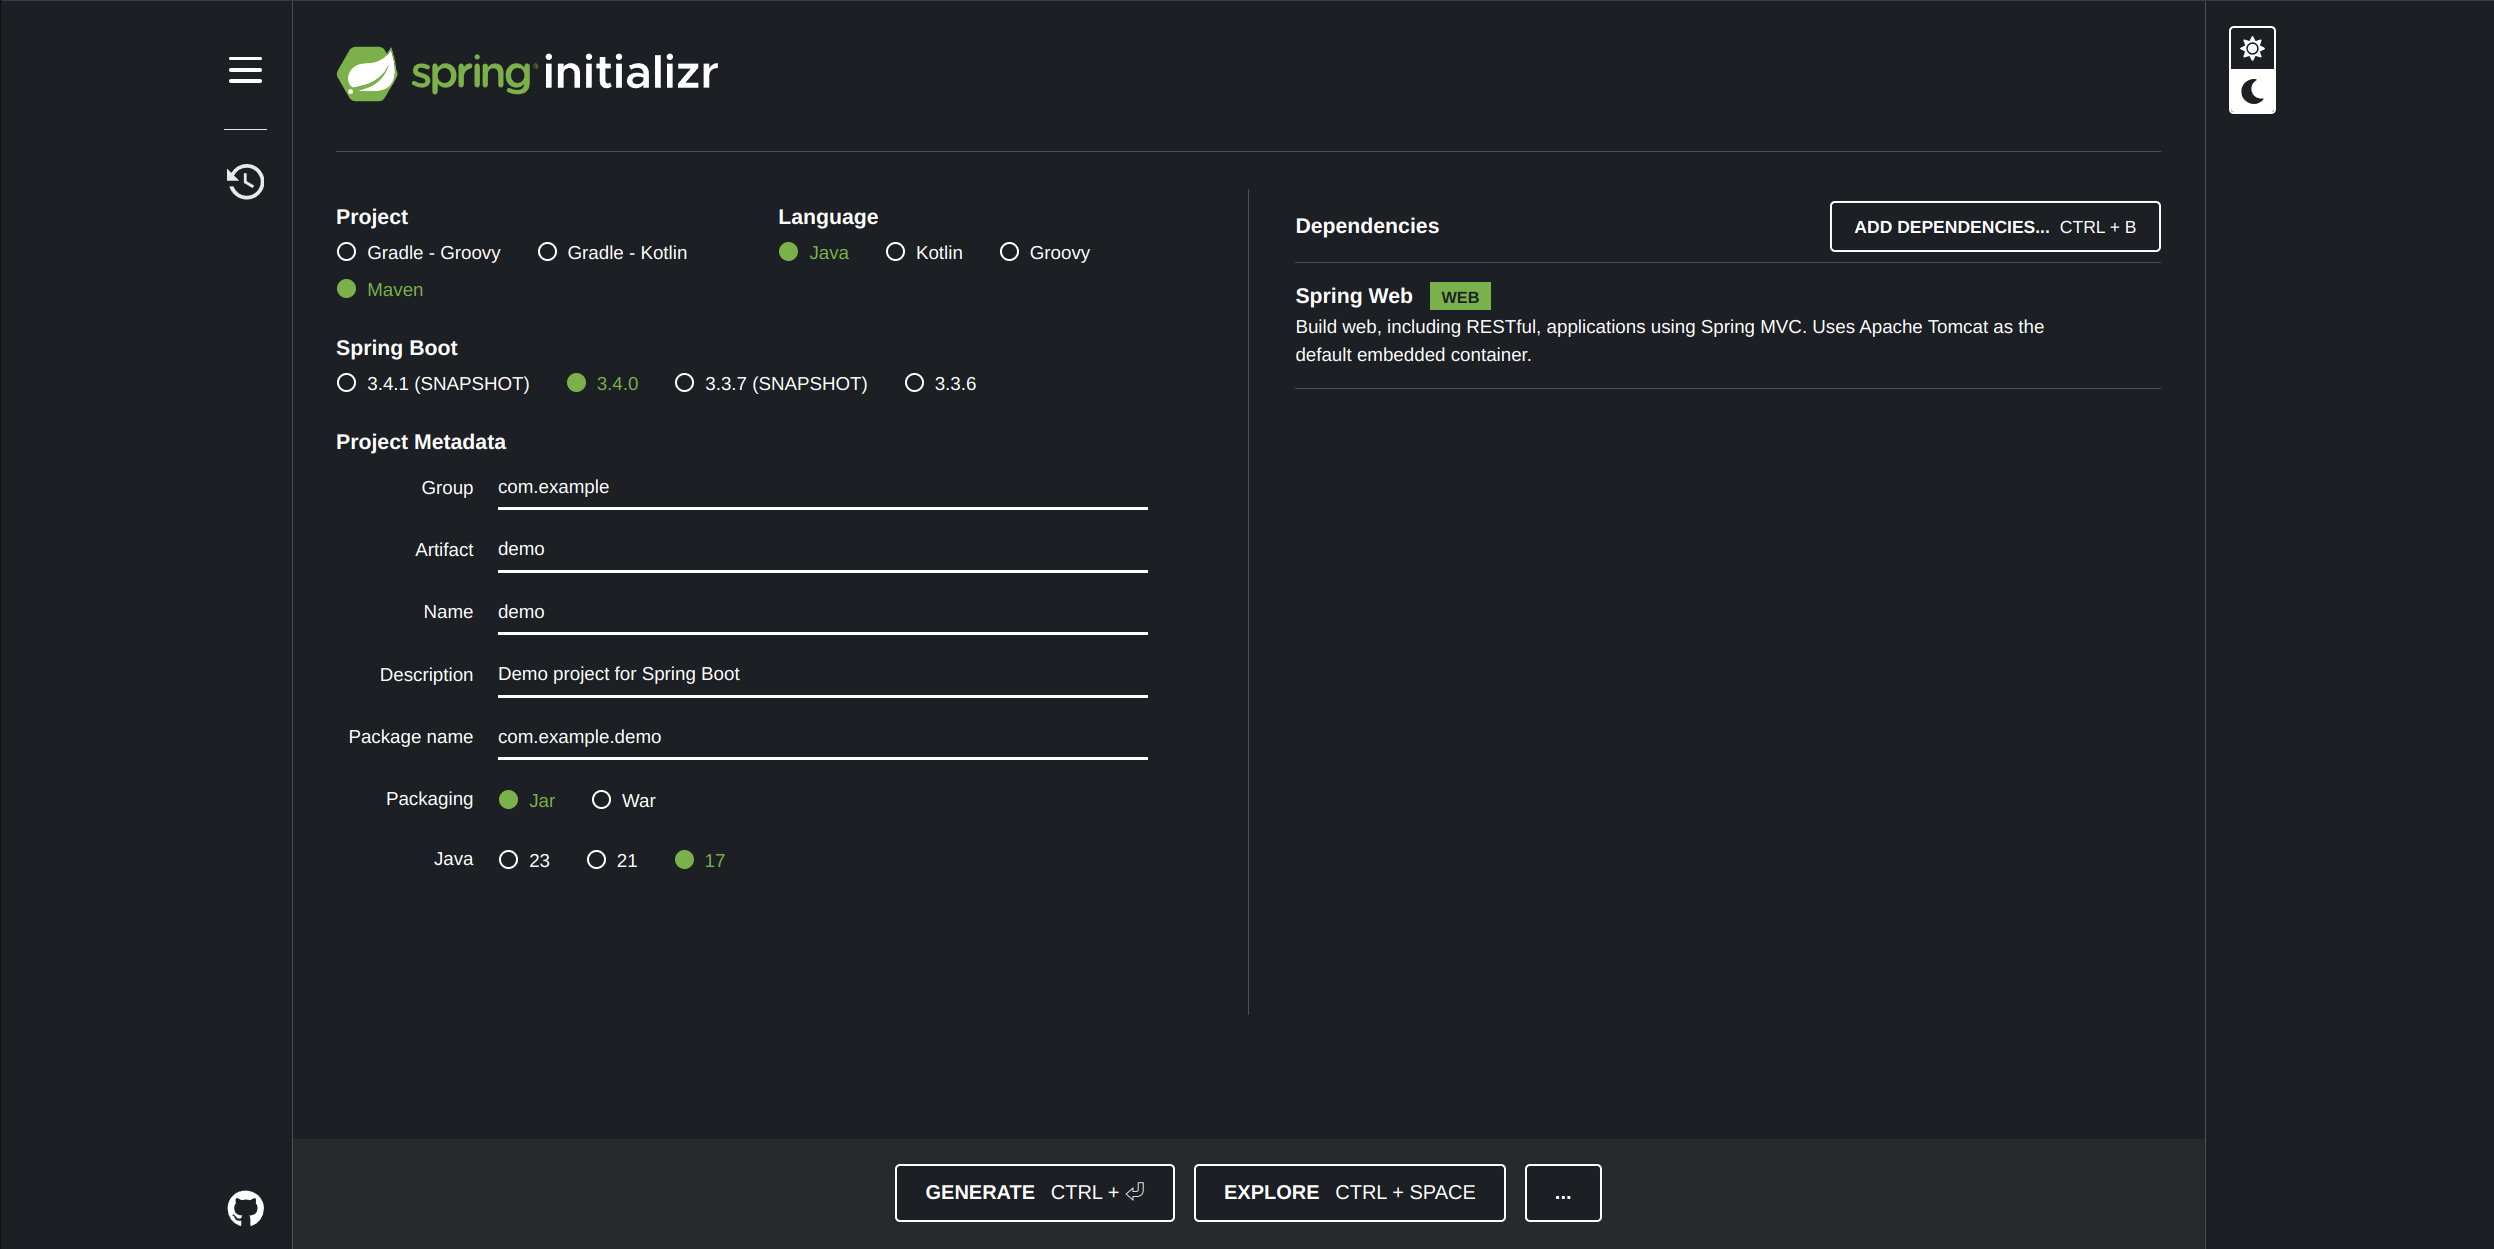 spring initializr
Project
Gradle - Groovy
Gradle - Kotlin
Maven
Language
Java
Kotlin
Groovy
Spring Boot
3.4.1 (SNAPSHOT)
3.4.0
3.3.7 (SNAPSHOT)
3.3.6
Project Metadata
Group com.example
Artifact demo
Name demo
Description Demo project for Spring Boot
Package name com.example.demo
Packaging Jar War
Java 23 21 17
Dependencies
ADD DEPENDENCIES... CTRL + B
Spring Web WEB
Build web, including RESTful, applications using Spring MVC. Uses Apache Tomcat as the
default embedded container.
GENERATE CTRL + ⏎
EXPLORE CTRL + SPACE
...